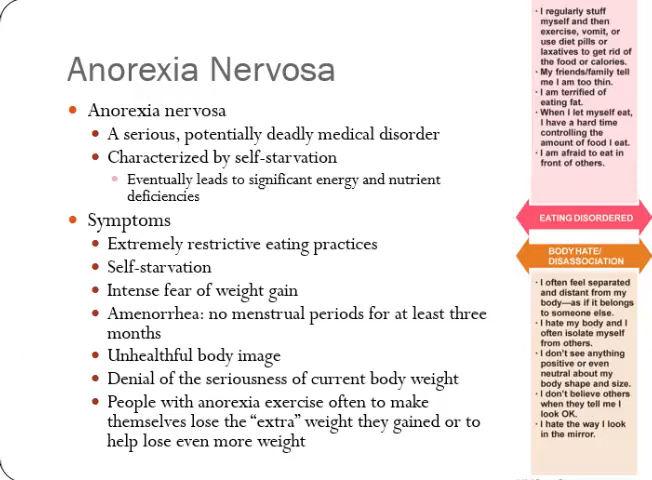 Anorexia Nervosa
• Anorexia nervosa
• A serious, potentially deadly medical disorder
• Characterized by self-starvation
• Eventually leads to significant energy and nutrient
deficiencies
• Symptoms
• Extremely restrictive eating practices
• Self-starvation
• Intense fear of weight gain
• Amenorrhea: no menstrual periods for at least three
months
• Unhealthful body image
• Denial of the seriousness of current body weight
• People with anorexia exercise often to make
themselves lose the “extra” weight they gained or to
help lose even more weight
• I regularly stuff
myself and then
exercise, vomit, or
use diet pills or
laxatives to get rid of
the food or calories.
• My friends/family tell
me I am too thin.
• I am terrified of
eating fat.
• When I let myself eat,
I have a hard time
controlling the
amount of food I eat.
• I am afraid to eat in
front of others.
EATING DISORDERED
BODY HATE/
DISASSOCIATION
• I often feel separated
and distant from my
body—as if it belongs
to someone else.
• I hate my body and I
often isolate myself
from others.
• I don't see anything
positive or even
neutral about my
body shape and size.
• I don't believe others
when they tell me I
look OK.
• I hate the way I look
in the mirror.